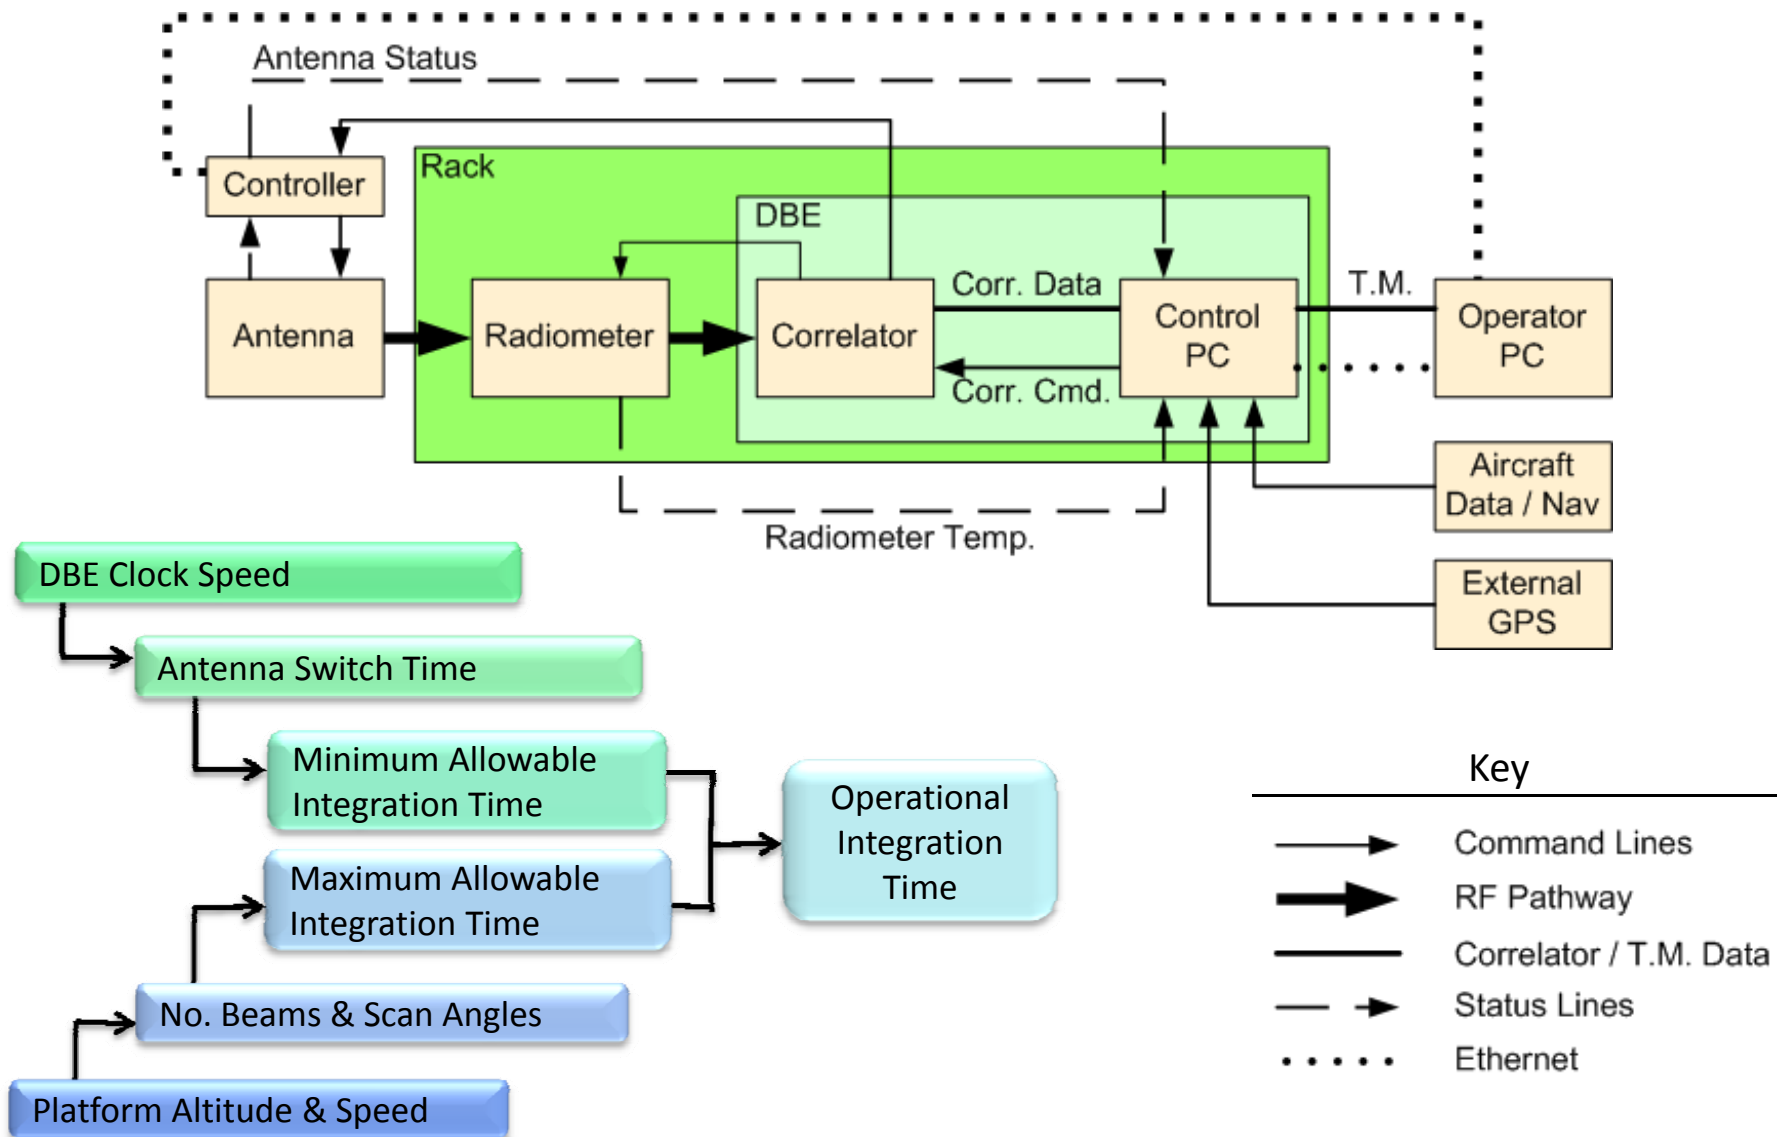 Antenna Status
Controller
Rack
DBE
Antenna
Radiometer
Correlator
Corr. Data
Corr. Cmd.
Control
PC
T.M.
Operator
PC
Aircraft
Data / Nav
External
GPS
Radiometer Temp.
DBE Clock Speed
Antenna Switch Time
Minimum Allowable
Integration Time
Maximum Allowable
Integration Time
No. Beams & Scan Angles
Platform Altitude & Speed
Operational
Integration
Time
Key
Command Lines
RF Pathway
Correlator / T.M. Data
Status Lines
Ethernet